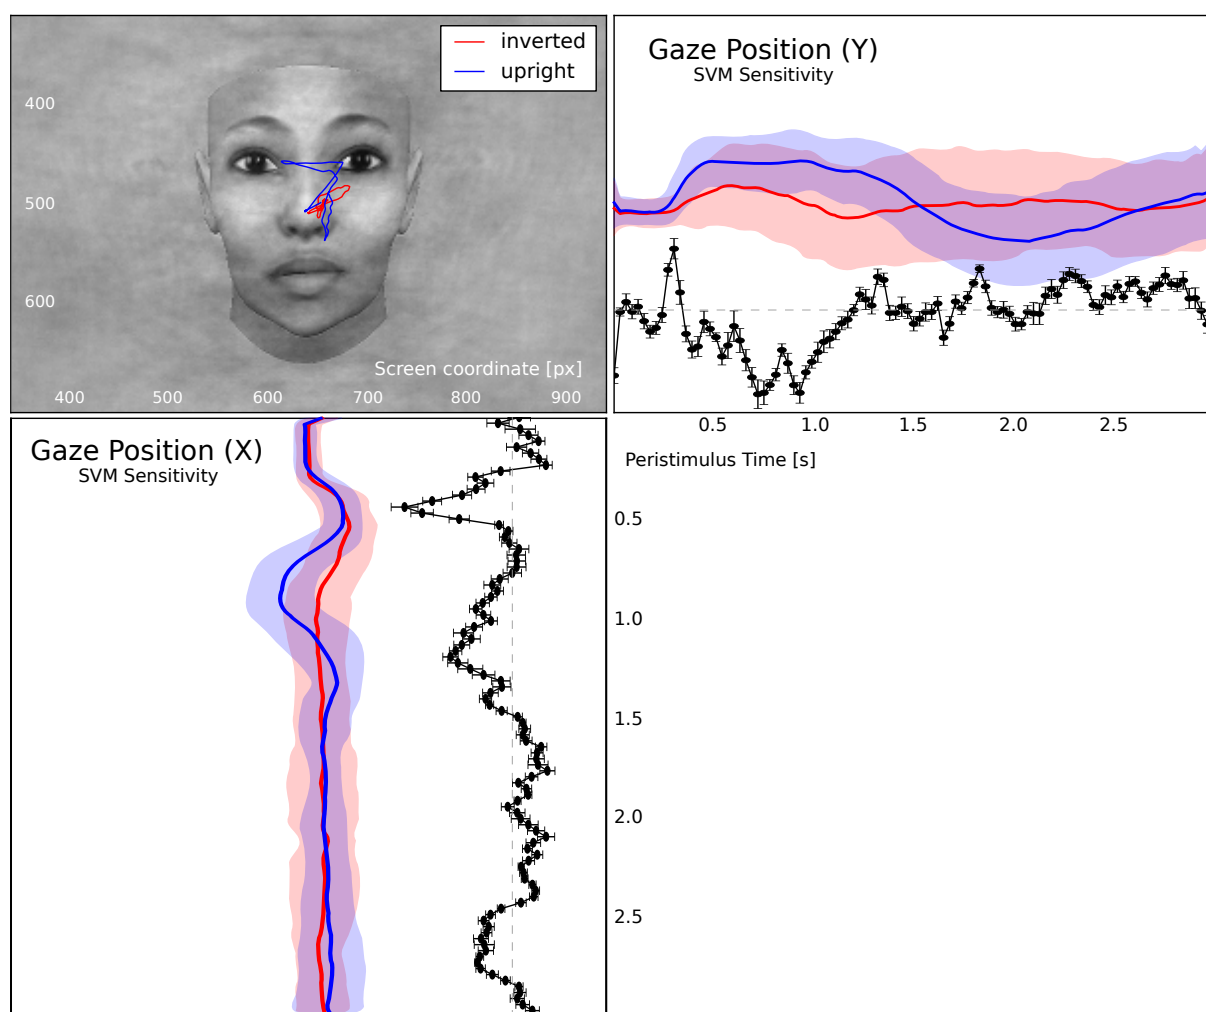 inverted
upright
400
500
600
Screen coordinate [px]
400 500 600 700 800 900
Gaze Position (Y)
SVM Sensitivity
0.5 1.0 1.5 2.0 2.5
Peristimulus Time [s]
Gaze Position (X)
SVM Sensitivity
0.5
1.0
1.5
2.0
2.5